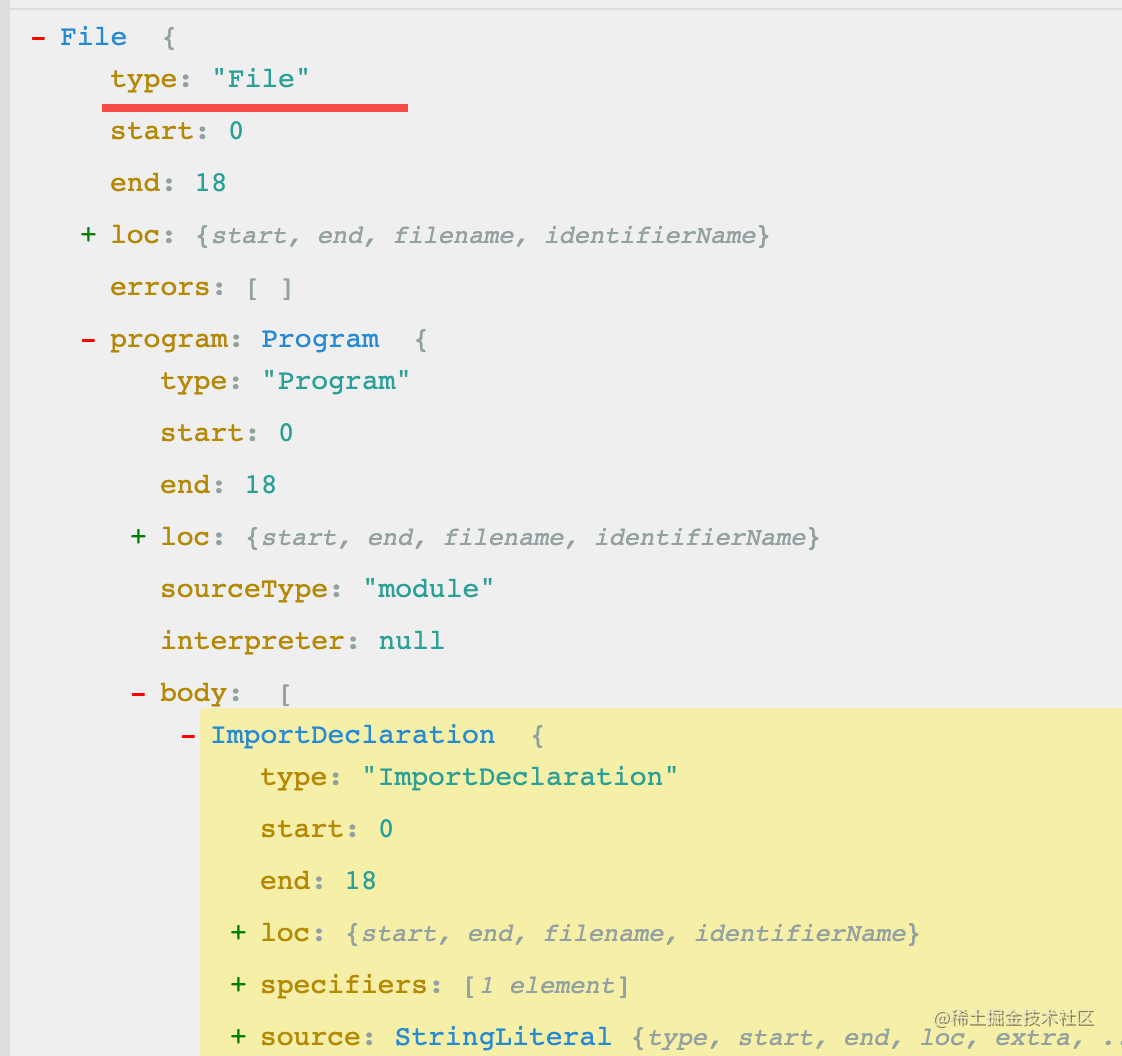 - File {
type: "File"
start: 0
end: 18
+ loc: {start, end, filename, identifierName}
errors: [ ]
- program: Program {
type: "Program"
start: 0
end: 18
+ loc: {start, end, filename, identifierName}
sourceType: "module"
interpreter: null
- body: [
- ImportDeclaration {
type: "ImportDeclaration"
start: 0
end: 18
+ loc: {start, end, filename, identifierName}
+ specifiers: [1 element]
@稀土掘金技术社区
+ source: StringLiteral {type, start, end, loc, extra, ..